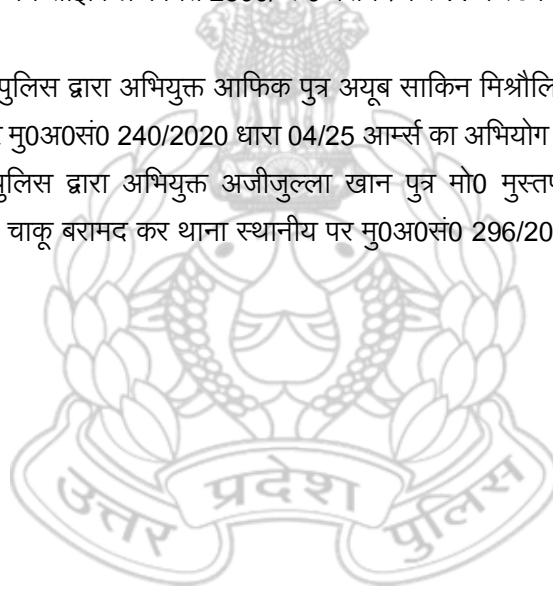 पुलिस द्वारा अभियुक्त आफिक पुत्र अयूब साकिन मिश्रौलि
मु0अ0सं0 240/2020 धारा 04/25 आर्म्स का अभियोग
पुलिस द्वारा अभियुक्त अजीजुल्ला खान पुत्र मो0
चाकू बरामद कर थाना स्थानीय पर मु0अ0सं0 296/20
उत्तर प्रदेश पुलिस